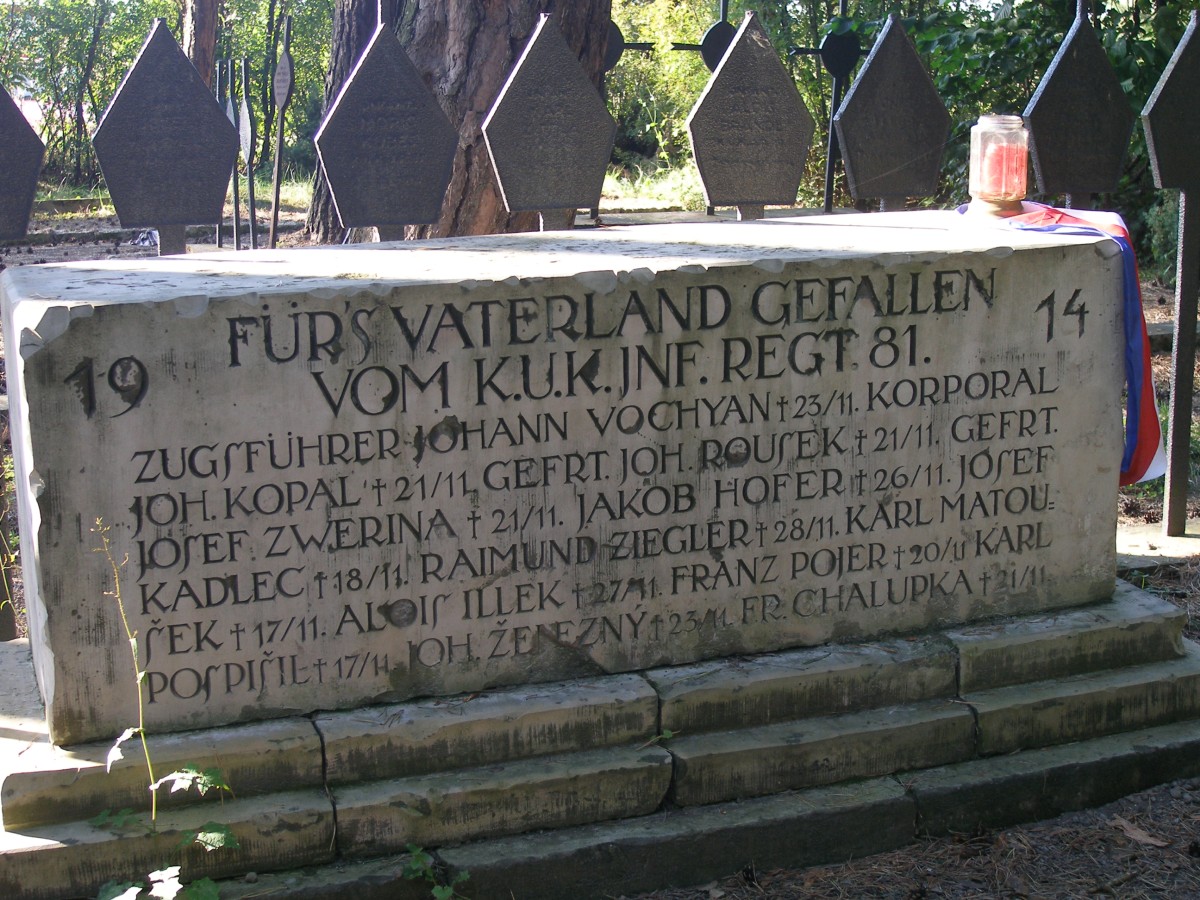 19 FÜR'S VATERLAND GEFALLEN 14
VOM K.U.K. JNF. REGT. 81.
ZUGSFÜHRER JOHANN VOCHYAN † 23/11. KORPORAL
JOH. KOPAL † 21/11. GEFRT. JOH. ROUSEK † 21/11. GEFRT.
JOSEF ZWERINA † 21/11. JAKOB HOFER † 26/11. JOSEF
KADLEC † 18/11. RAIMUND ZIEGLER † 28/11. KARL MATOU=
ŠEK † 17/11. ALOIS ILLEK † 27/11. FRANZ POJER † 20/11 KARL
POSPIŠIL † 17/11. JOH. ŽELEZNÝ † 23/11. FR. CHALUPKA † 21/11.